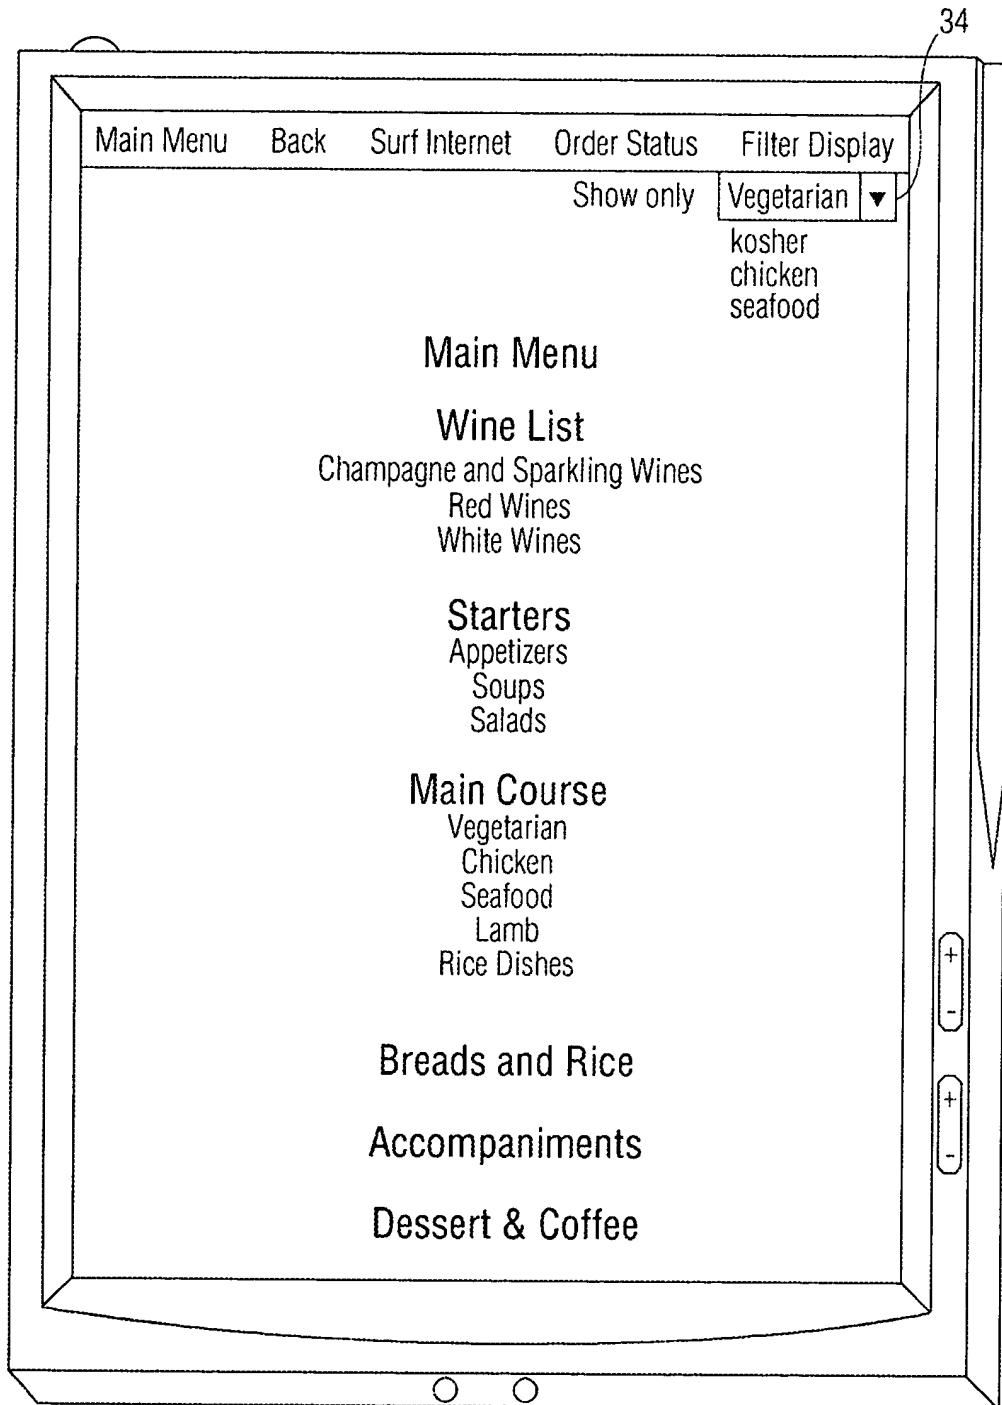 34
Main Menu Back Surf Internet Order Status Filter Display
Show only Vegetarian ▼
kosher
chicken
seafood
Main Menu
Wine List
Champagne and Sparkling Wines
Red Wines
White Wines
Starters
Appetizers
Soups
Salads
Main Course
Vegetarian
Chicken
Seafood
Lamb
Rice Dishes
Breads and Rice
Accompaniments
Dessert & Coffee
+
-
+
-